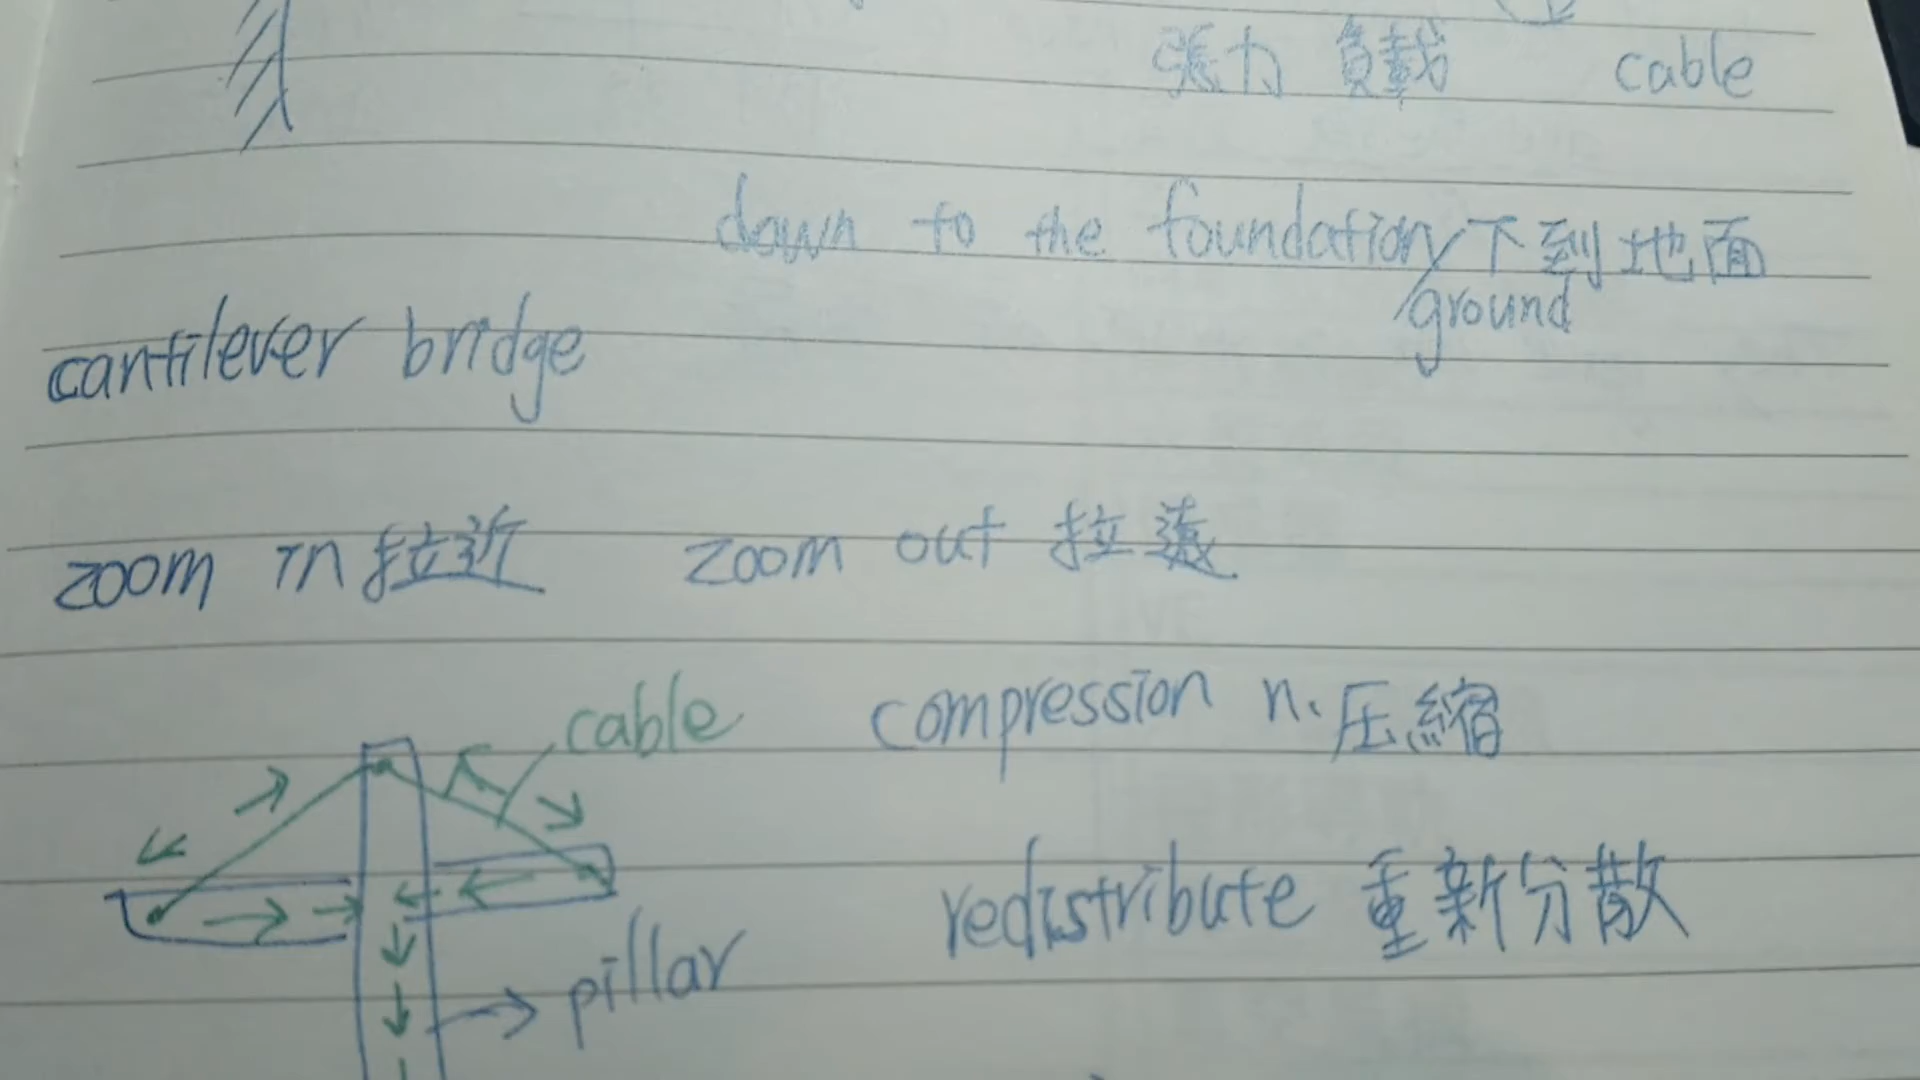 張力 負載 cable
down to the foundation/下到地面
/ground
cantilever bridge
zoom in 拉近 zoom out 拉遠
cable
compression n. 压縮
redistribute 重新分散
pillar